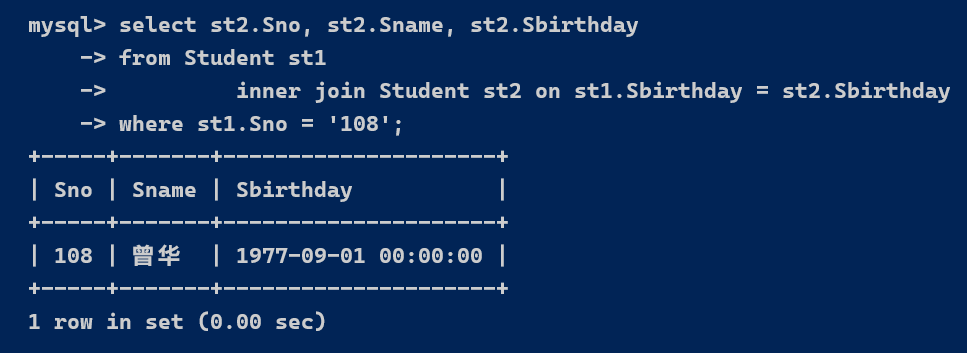 mysql> select st2.Sno, st2.Sname, st2.Sbirthday
    -> from Student st1
    ->          inner join Student st2 on st1.Sbirthday = st2.Sbirthday
    -> where st1.Sno = '108';
+-----+-------+---------------------+
| Sno | Sname | Sbirthday           |
+-----+-------+---------------------+
| 108 | 曾华  | 1977-09-01 00:00:00 |
+-----+-------+---------------------+
1 row in set (0.00 sec)